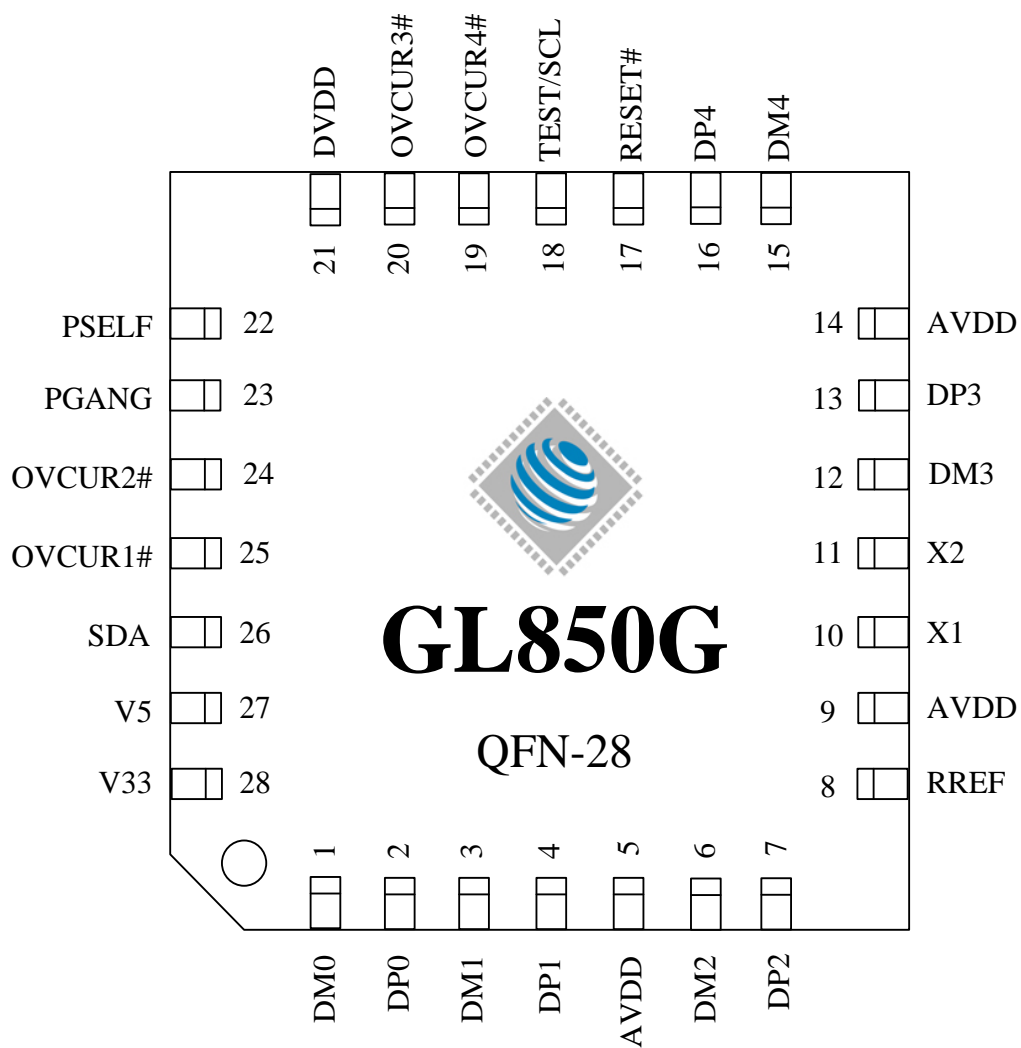 DVDD
OVCUR3#
OVCUR4#
TEST/SCL
RESET#
DP4
DM4
21
20
19
18
17
16
15
PSELF 22
14 AVDD
PGANG 23
13 DP3
OVCUR2# 24
12 DM3
OVCUR1# 25
11 X2
SDA 26
10 X1
V5 27
9 AVDD
V33 28
8 RREF
GL850G
QFN-28
1
2
3
4
5
6
7
DM0
DP0
DM1
DP1
AVDD
DM2
DP2